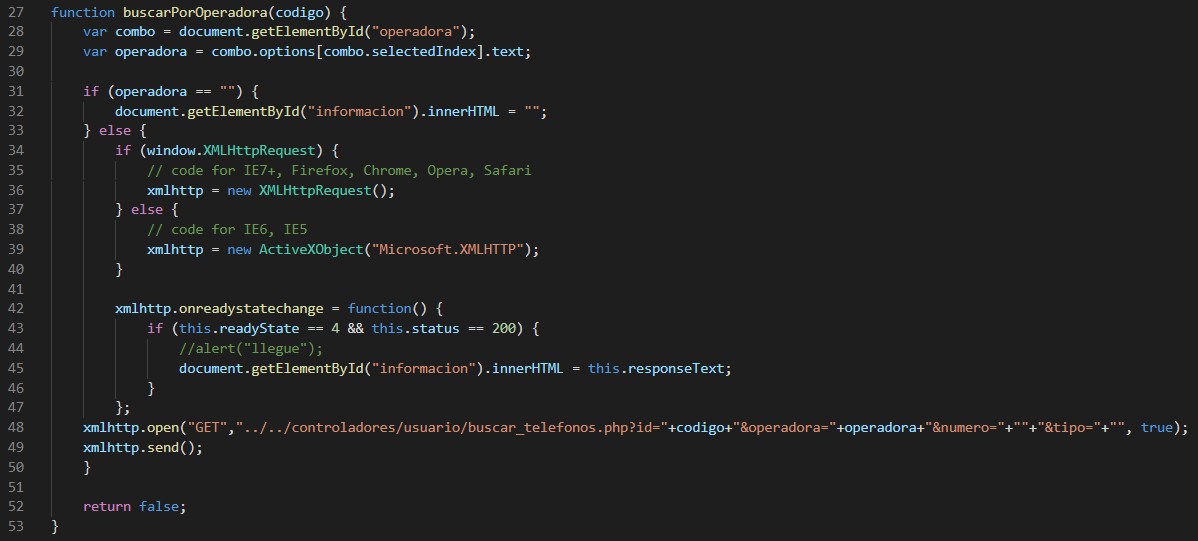 27 function buscarPorOperadora(codigo) {
28     var combo = document.getElementById("operadora");
29     var operadora = combo.options[combo.selectedIndex].text;
30
31     if (operadora == "") {
32         document.getElementById("informacion").innerHTML = "";
33     } else {
34         if (window.XMLHttpRequest) {
35             // code for IE7+, Firefox, Chrome, Opera, Safari
36             xmlhttp = new XMLHttpRequest();
37         } else {
38             // code for IE6, IE5
39             xmlhttp = new ActiveXObject("Microsoft.XMLHTTP");
40         }
41
42         xmlhttp.onreadystatechange = function() {
43             if (this.readyState == 4 && this.status == 200) {
44                 //alert("llegue");
45                 document.getElementById("informacion").innerHTML = this.responseText;
46             }
47         };
48     xmlhttp.open("GET","../../controladores/usuario/buscar_telefonos.php?id="+codigo+"&operadora="+operadora+"&numero="+""+"&tipo="+"", true);
49     xmlhttp.send();
50     }
51
52     return false;
53 }